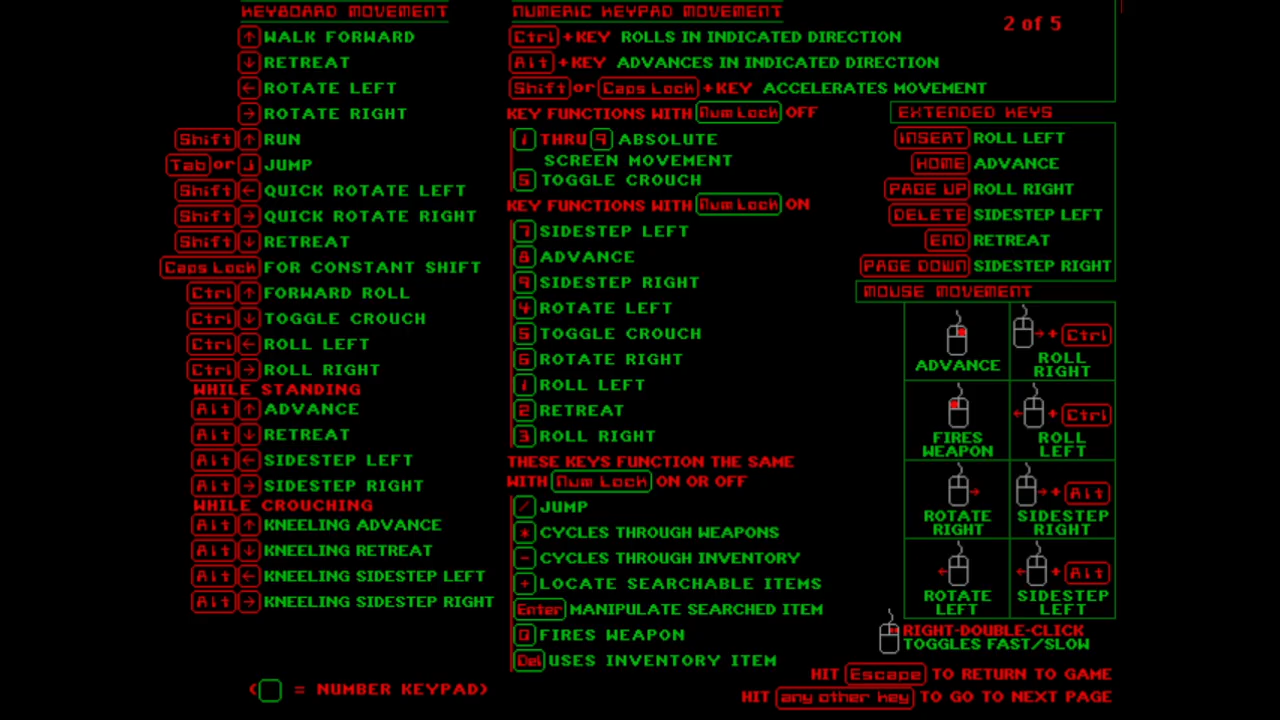 KEYBOARD MOVEMENT
↑ WALK FORWARD
↓ RETREAT
← ROTATE LEFT
→ ROTATE RIGHT
Shift ↑ RUN
Tab or J JUMP
Shift ← QUICK ROTATE LEFT
Shift → QUICK ROTATE RIGHT
Shift ↓ RETREAT
Caps Lock FOR CONSTANT SHIFT
Ctrl ↑ FORWARD ROLL
Ctrl ↓ TOGGLE CROUCH
Ctrl ← ROLL LEFT
Ctrl → ROLL RIGHT
WHILE STANDING
Alt ↑ ADVANCE
Alt ↓ RETREAT
Alt ← SIDESTEP LEFT
Alt → SIDESTEP RIGHT
WHILE CROUCHING
Alt ↑ KNEELING ADVANCE
Alt ↓ KNEELING RETREAT
Alt ← KNEELING SIDESTEP LEFT
Alt → KNEELING SIDESTEP RIGHT
( = NUMBER KEYPAD)
NUMERIC KEYPAD MOVEMENT
2 of 5
Ctrl +KEY ROLLS IN INDICATED DIRECTION
Alt +KEY ADVANCES IN INDICATED DIRECTION
Shift or Caps Lock +KEY ACCELERATES MOVEMENT
KEY FUNCTIONS WITH Num Lock OFF
1 THRU 9 ABSOLUTE
SCREEN MOVEMENT
5 TOGGLE CROUCH
KEY FUNCTIONS WITH Num Lock ON
7 SIDESTEP LEFT
8 ADVANCE
9 SIDESTEP RIGHT
4 ROTATE LEFT
5 TOGGLE CROUCH
6 ROTATE RIGHT
1 ROLL LEFT
2 RETREAT
3 ROLL RIGHT
THESE KEYS FUNCTION THE SAME
WITH Num Lock ON OR OFF
/ JUMP
* CYCLES THROUGH WEAPONS
- CYCLES THROUGH INVENTORY
+ LOCATE SEARCHABLE ITEMS
Enter MANIPULATE SEARCHED ITEM
0 FIRES WEAPON
Del USES INVENTORY ITEM
EXTENDED KEYS
INSERT ROLL LEFT
HOME ADVANCE
PAGE UP ROLL RIGHT
DELETE SIDESTEP LEFT
END RETREAT
PAGE DOWN SIDESTEP RIGHT
MOUSE MOVEMENT
ADVANCE
→ + Ctrl
ROLL
RIGHT
FIRES
WEAPON
← + Ctrl
ROLL
LEFT
→
ROTATE
RIGHT
→ + Alt
SIDESTEP
RIGHT
←
ROTATE
LEFT
← + Alt
SIDESTEP
LEFT
RIGHT-DOUBLE-CLICK
TOGGLES FAST/SLOW
HIT Escape TO RETURN TO GAME
HIT any other key TO GO TO NEXT PAGE